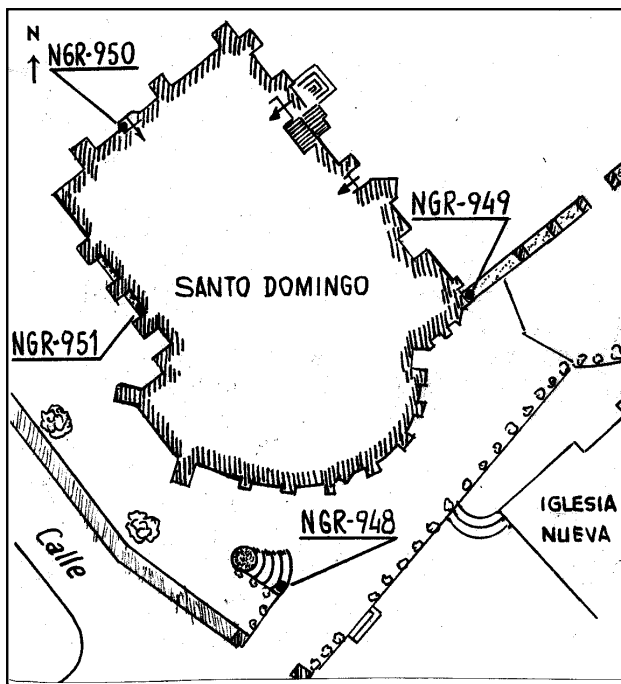 N
NGR-950
NGR-949
SANTO DOMINGO
NGR-951
NGR-948
IGLESIA
NUEVA
Calle